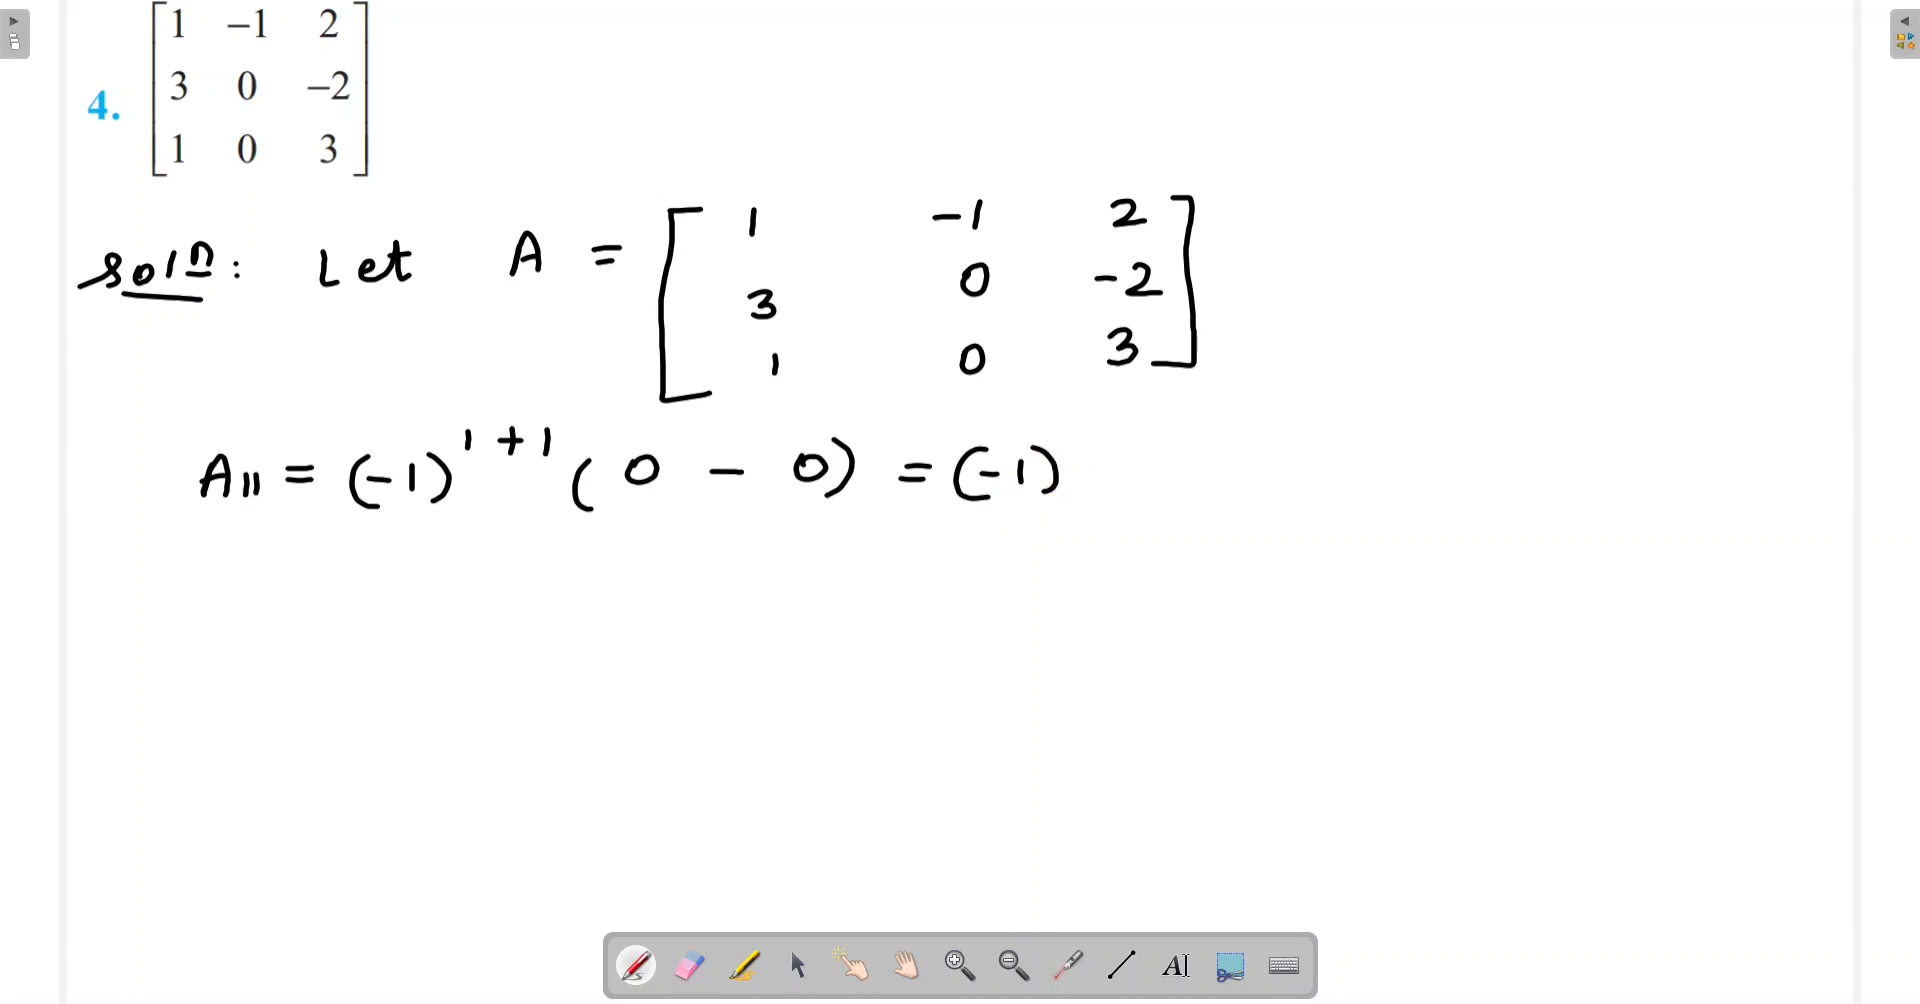 4. [1 −1 2
3 0 −2
1 0 3]
Soln: Let A = [1 -1 2
3 0 -2
1 0 3]
A11 = (-1)^1+1 (0 - 0) = (-1)
AI